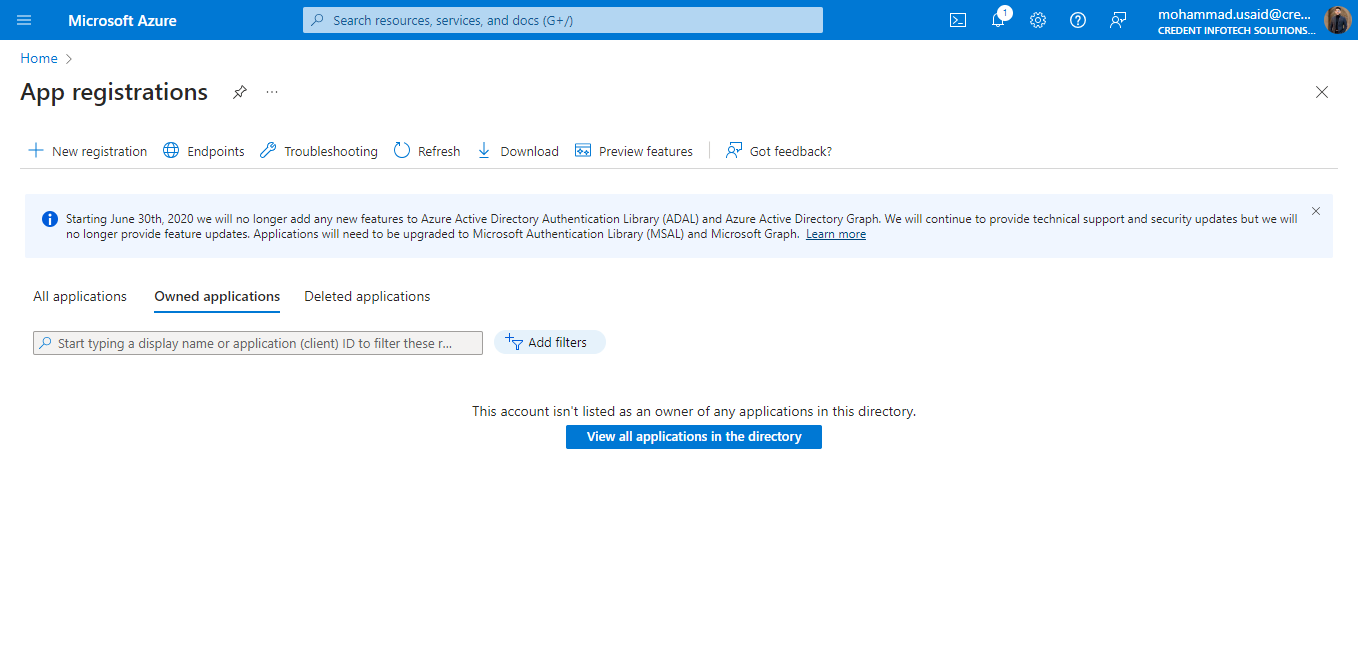 Microsoft Azure
Search resources, services, and docs (G+/)
1
mohammad.usaid@cre...
CREDENT INFOTECH SOLUTIONS...
Home
App registrations
...
New registration
Endpoints
Troubleshooting
Refresh
Download
Preview features
Got feedback?
Starting June 30th, 2020 we will no longer add any new features to Azure Active Directory Authentication Library (ADAL) and Azure Active Directory Graph. We will continue to provide technical support and security updates but we will
no longer provide feature updates. Applications will need to be upgraded to Microsoft Authentication Library (MSAL) and Microsoft Graph. Learn more
All applications
Owned applications
Deleted applications
Start typing a display name or application (client) ID to filter these r...
Add filters
This account isn't listed as an owner of any applications in this directory.
View all applications in the directory